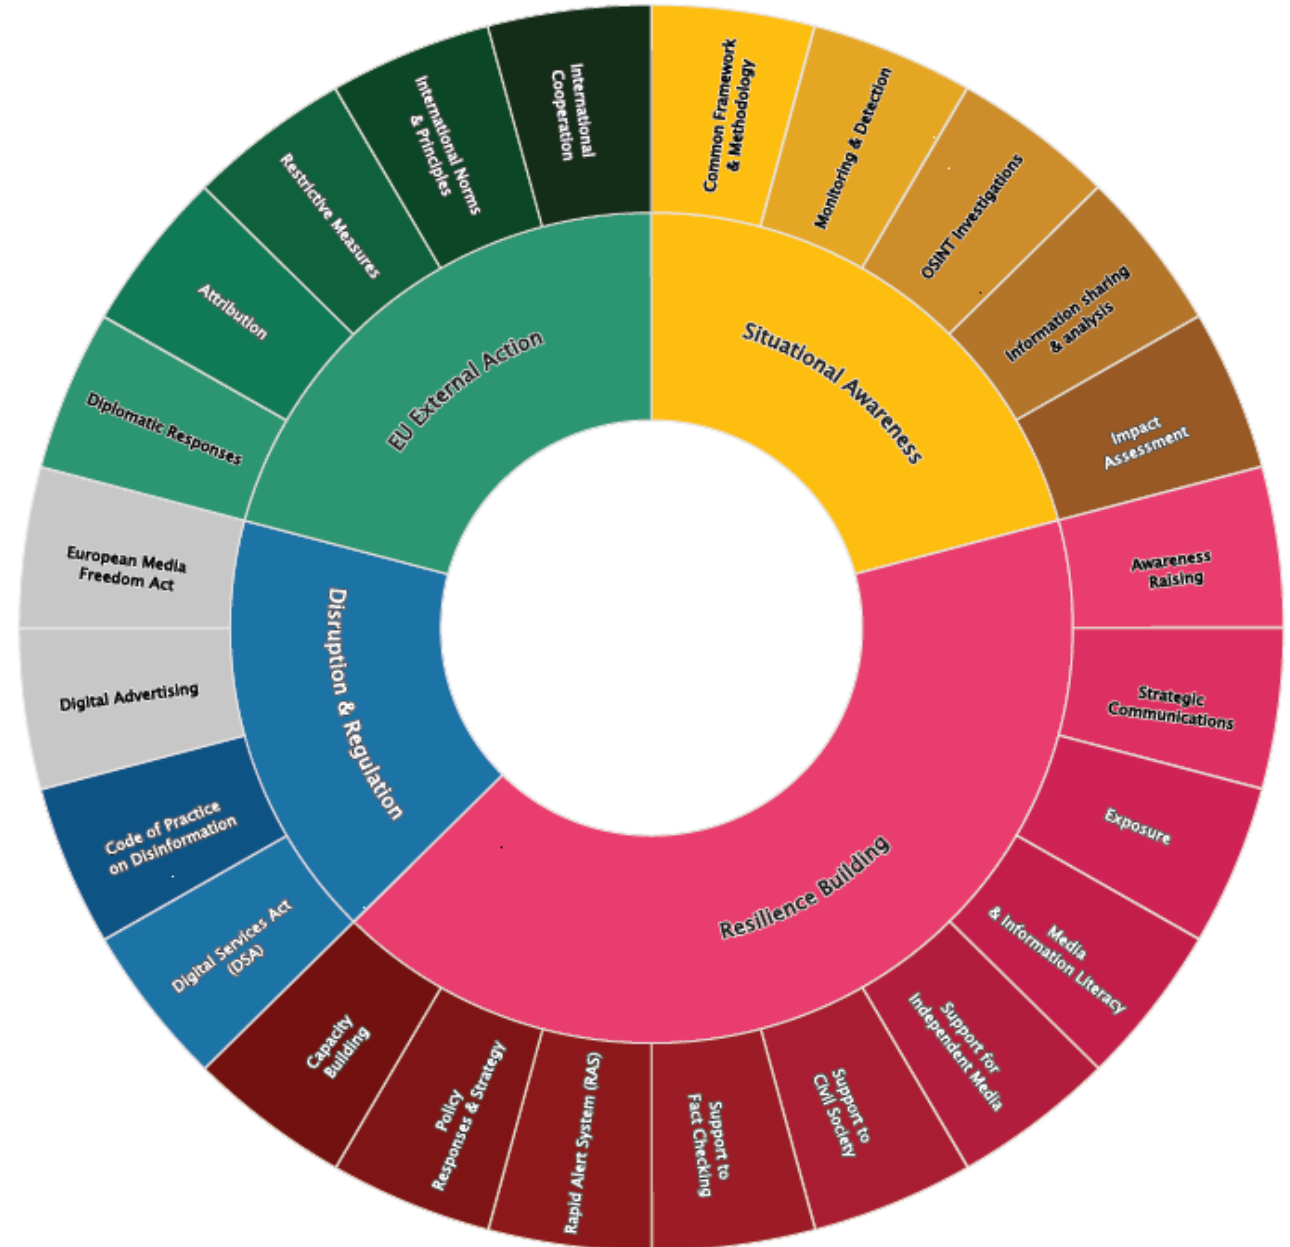 Situational Awareness
Common Framework
& Methodology
Monitoring & Detection
OSINT Investigations
Information sharing
& analysis
Impact
Assessment
Resilience Building
Awareness
Raising
Strategic
Communications
Exposure
Media
& Information Literacy
Support for
Independent Media
Support to
Civil Society
Support to
Fact Checking
Rapid Alert System (RAS)
Policy
Responses & Strategy
Capacity
Building
Disruption & Regulation
Digital Services Act
(DSA)
Code of Practice
on Disinformation
Digital Advertising
European Media
Freedom Act
EU External Action
Diplomatic Responses
Attribution
Restrictive Measures
International Norms
& Principles
International
Cooperation